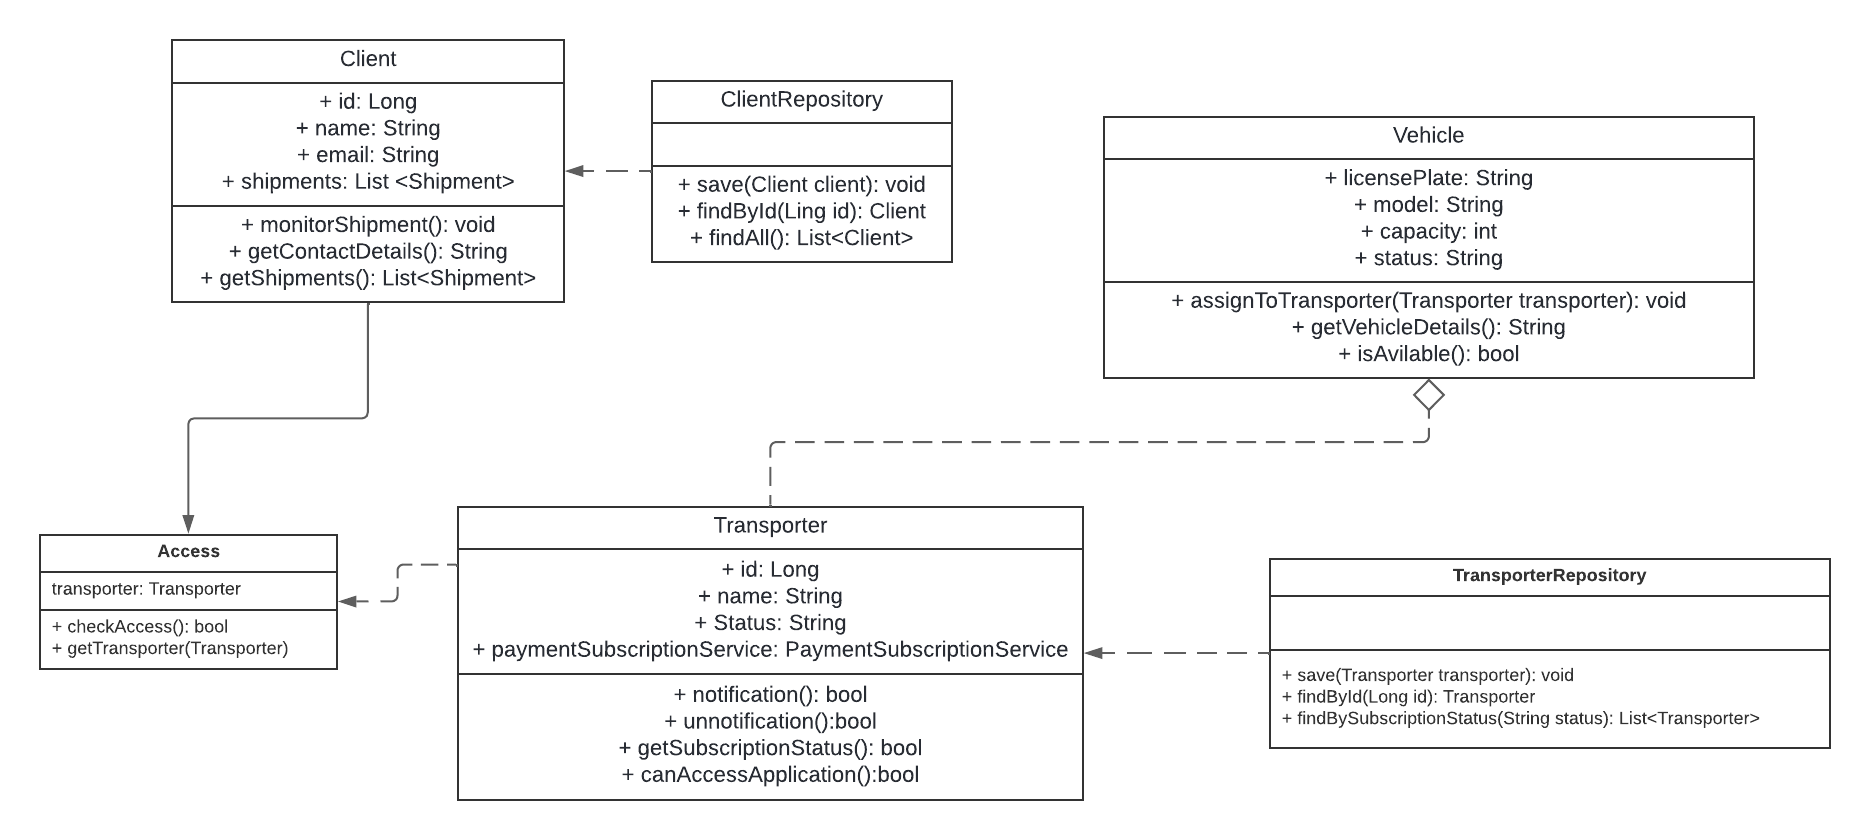 Client
+ id: Long
+ name: String
+ email: String
+ shipments: List <Shipment>
+ monitorShipment(): void
+ getContactDetails(): String
+ getShipments(): List<Shipment>
ClientRepository
+ save(Client client): void
+ findById(Ling id): Client
+ findAll(): List<Client>
Vehicle
+ licensePlate: String
+ model: String
+ capacity: int
+ status: String
+ assignToTransporter(Transporter transporter): void
+ getVehicleDetails(): String
+ isAvilable(): bool
Access
transporter: Transporter
+ checkAccess(): bool
+ getTransporter(Transporter)
Transporter
+ id: Long
+ name: String
+ Status: String
+ paymentSubscriptionService: PaymentSubscriptionService
+ notification(): bool
+ unnotification():bool
+ getSubscriptionStatus(): bool
+ canAccessApplication():bool
TransporterRepository
+ save(Transporter transporter): void
+ findById(Long id): Transporter
+ findBySubscriptionStatus(String status): List<Transporter>